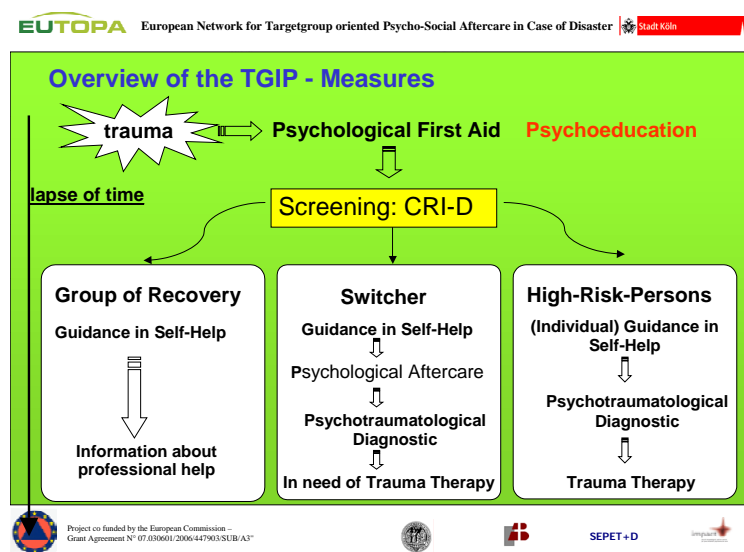 EUTOPA European Network for Targetgroup oriented Psycho-Social Aftercare in Case of Disaster Stadt Köln
Overview of the TGIP - Measures
trauma Psychological First Aid Psychoeducation
lapse of time
Screening: CRI-D
Group of Recovery
Guidance in Self-Help
Information about
professional help
Switcher
Guidance in Self-Help
Psychological Aftercare
Psychotraumatological
Diagnostic
In need of Trauma Therapy
High-Risk-Persons
(Individual) Guidance in
Self-Help
Psychotraumatological
Diagnostic
Trauma Therapy
Project co funded by the European Commission –
Grant Agreement N° 07.030601/2006/447903/SUB/A3"
SEPET+D